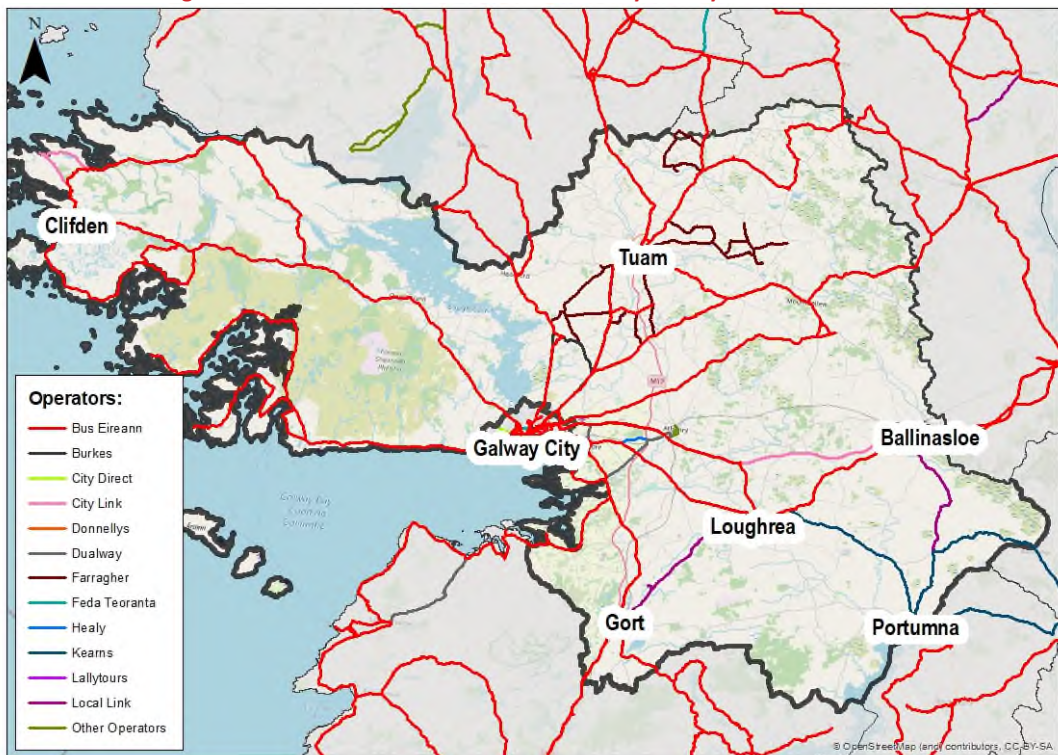 N
Clifden
Tuam
M17
Galway City
Ballinasloe
Loughrea
Gort
Portumna
Operators:
Bus Eireann
Burkes
City Direct
City Link
Donnellys
Dualway
Farragher
Feda Teoranta
Healy
Kearns
Lallytours
Local Link
Other Operators
© OpenStreetMap (and) contributors, CC-BY-SA